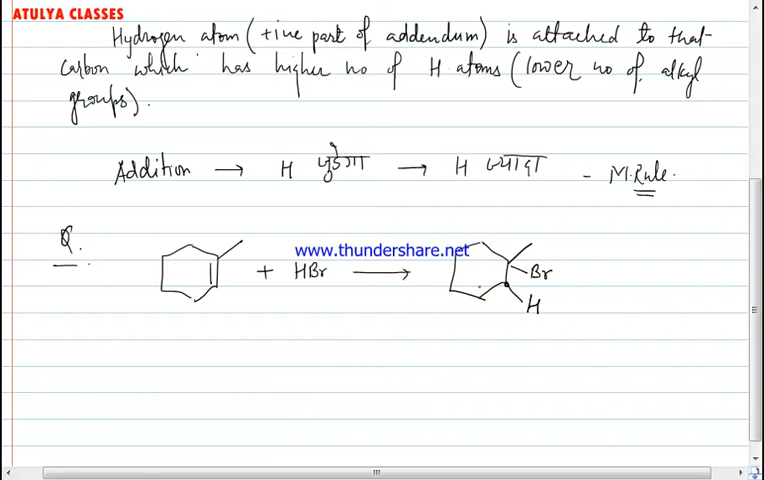 ATULYA CLASSES
Hydrogen atom (+ive part of addendum) is attached to that
carbon which has higher no of H atoms (lower no of alkyl
groups).
Addition → H जुड़ेगा → H ज्यादा - M.Rule.
Q.
www.thundershare.net
+ HBr → Br
H